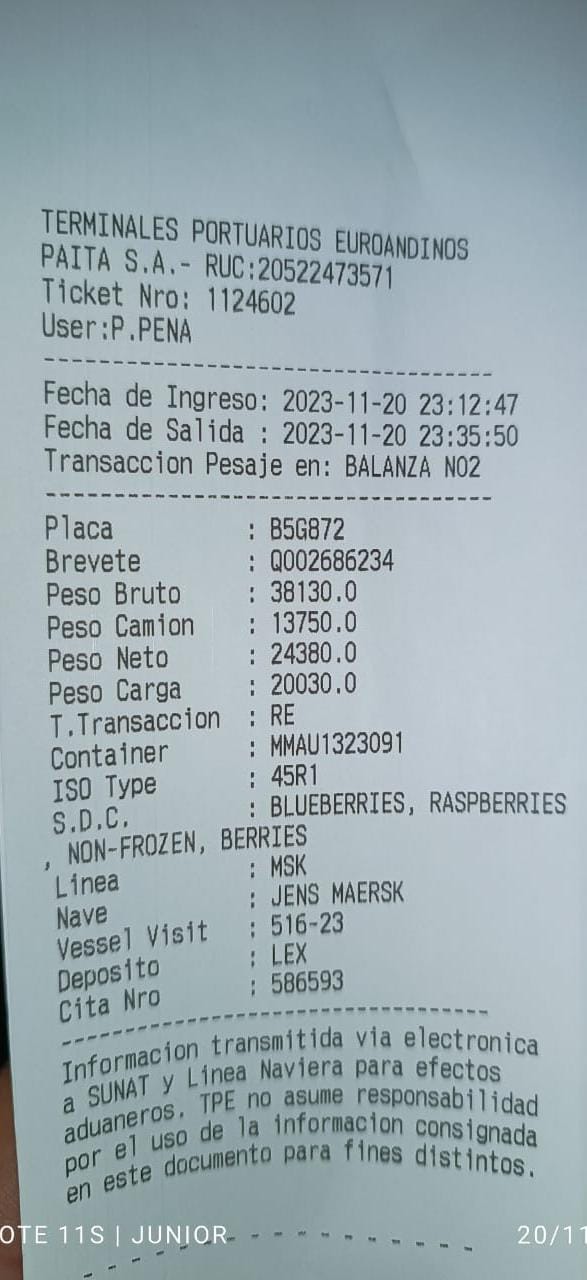 TERMINALES PORTUARIOS EUROANDINOS
PAITA S.A.- RUC:20522473571
Ticket Nro: 1124602
User:P.PENA
Fecha de Ingreso: 2023-11-20 23:12:47
Fecha de Salida : 2023-11-20 23:35:50
Transaccion Pesaje en: BALANZA NO2
Placa : B5G872
Brevete : Q002686234
Peso Bruto : 38130.0
Peso Camion : 13750.0
Peso Neto : 24380.0
Peso Carga : 20030.0
T.Transaccion : RE
Container : MMAU1323091
ISO Type : 45R1
S.D.C. : BLUEBERRIES, RASPBERRIES
, NON-FROZEN, BERRIES
Linea : MSK
Nave : JENS MAERSK
Vessel Visit : 516-23
Deposito : LEX
Cita Nro : 586593
Informacion transmitida via electronica
a SUNAT y Linea Naviera para efectos
aduaneros. TPE no asume responsabilidad
por el uso de la informacion consignada
en este documento para fines distintos.
OTE 11S | JUNIOR 20/11